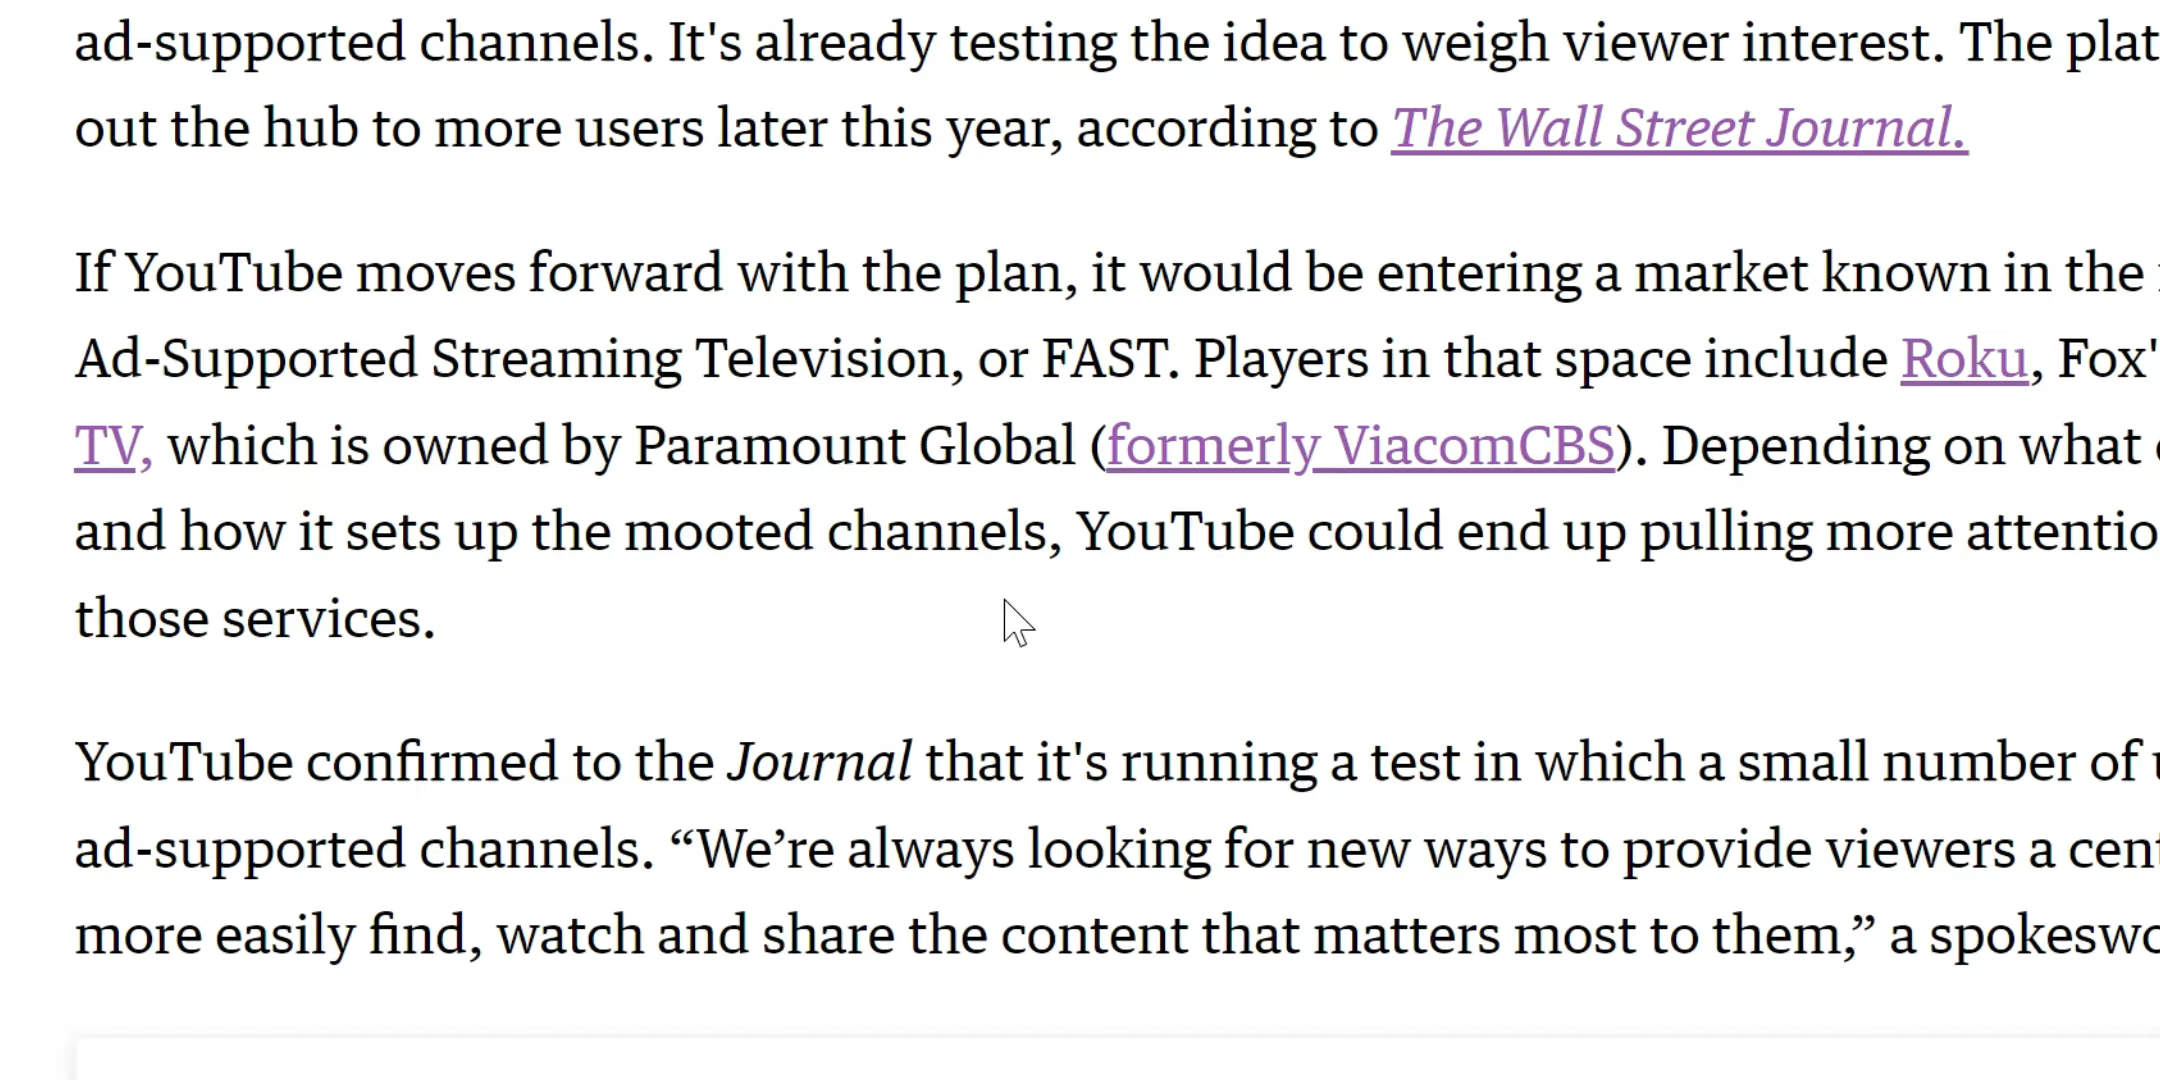 ad-supported channels. It's already testing the idea to weigh viewer interest. The plat
out the hub to more users later this year, according to The Wall Street Journal.
If YouTube moves forward with the plan, it would be entering a market known in the
Ad-Supported Streaming Television, or FAST. Players in that space include Roku, Fox'
TV, which is owned by Paramount Global (formerly ViacomCBS). Depending on what
and how it sets up the mooted channels, YouTube could end up pulling more attentio
those services.
YouTube confirmed to the Journal that it's running a test in which a small number of
ad-supported channels. “We’re always looking for new ways to provide viewers a cent
more easily find, watch and share the content that matters most to them,” a spokeswo